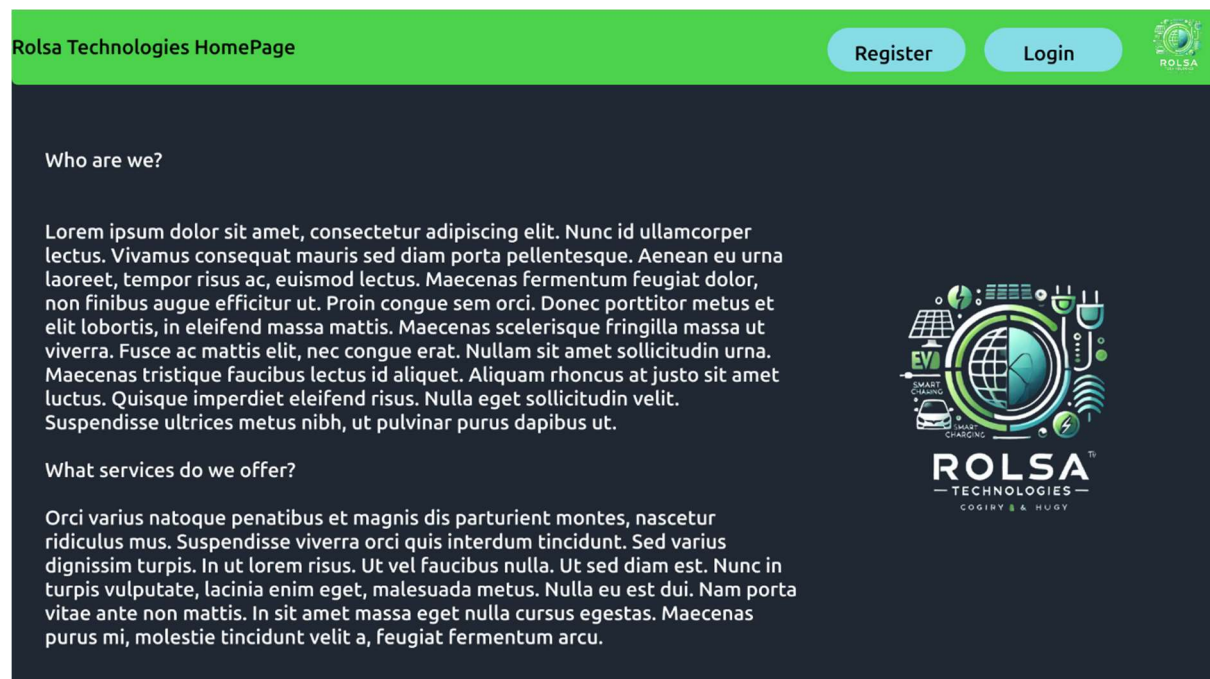 Rolsa Technologies HomePage
Register
Login
ROLSA
Who are we?
Lorem ipsum dolor sit amet, consectetur adipiscing elit. Nunc id ullamcorper
lectus. Vivamus consequat mauris sed diam porta pellentesque. Aenean eu urna
laoreet, tempor risus ac, euismod lectus. Maecenas fermentum feugiat dolor,
non finibus augue efficitur ut. Proin congue sem orci. Donec porttitor metus et
elit lobortis, in eleifend massa mattis. Maecenas scelerisque fringilla massa ut
viverra. Fusce ac mattis elit, nec congue erat. Nullam sit amet sollicitudin urna.
Maecenas tristique faucibus lectus id aliquet. Aliquam rhoncus at justo sit amet
luctus. Quisque imperdiet eleifend risus. Nulla eget sollicitudin velit.
Suspendisse ultrices metus nibh, ut pulvinar purus dapibus ut.
What services do we offer?
Orci varius natoque penatibus et magnis dis parturient montes, nascetur
ridiculus mus. Suspendisse viverra orci quis interdum tincidunt. Sed varius
dignissim turpis. In ut lorem risus. Ut vel faucibus nulla. Ut sed diam est. Nunc in
turpis vulputate, lacinia enim eget, malesuada metus. Nulla eu est dui. Nam porta
vitae ante non mattis. In sit amet massa eget nulla cursus egestas. Maecenas
purus mi, molestie tincidunt velit a, feugiat fermentum arcu.
EV
SMART
SMART
CHARGING
ROLSA
TECHNOLOGIES
COGIRY & HUGY